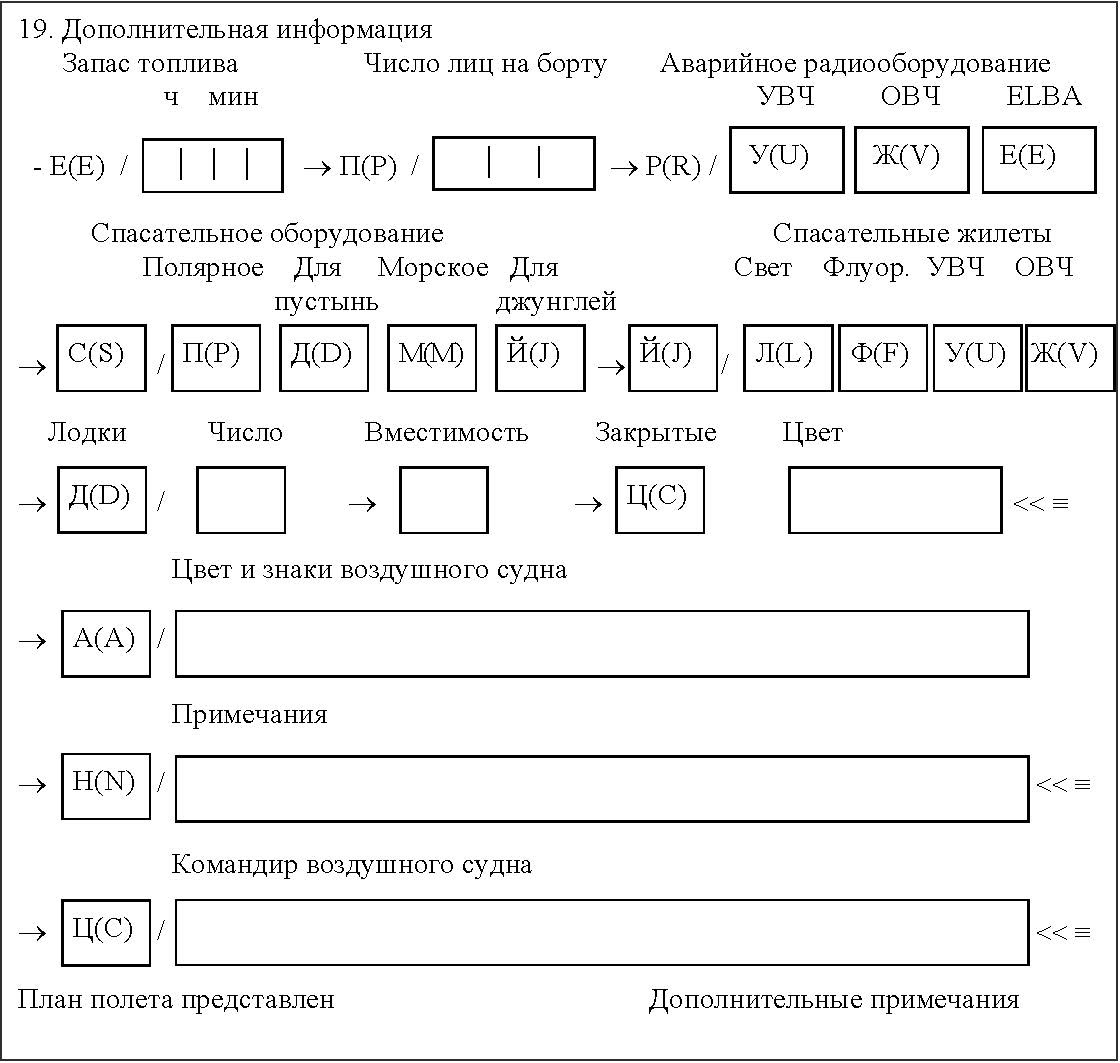 19. Дополнительная информация
Запас топлива Число лиц на борту Аварийное радиооборудование
ч мин УВЧ ОВЧ ELBA
- Е(Е) / → П(Р) / → Р(R) / У(U) Ж(V) Е(Е)
Спасательное оборудование Спасательные жилеты
Полярное Для Морское Для Свет Флуор. УВЧ ОВЧ
пустынь джунглей
→ С(S) / П(Р) Д(D) М(М) Й(J) → Й(J) / Л(L) Ф(F) У(U) Ж(V)
Лодки Число Вместимость Закрытые Цвет
→ Д(D) / → → Ц(С) << ≡
Цвет и знаки воздушного судна
→ А(А) /
Примечания
→ Н(N) / << ≡
Командир воздушного судна
→ Ц(С) / << ≡
План полета представлен Дополнительные примечания